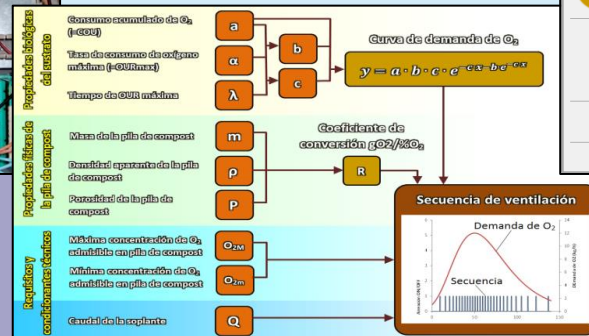 Propiedades biológicas
del sustrato
Consumo acumulado de O₂
(=COU)
a
Tasa de consumo de oxígeno
máxima (=OURmax)
α
Tiempo de OUR máxima
λ
b
c
Curva de demanda de O₂
y = a · b · c · e^(-c·x-b·e^(-c·x))
Propiedades físicas de
la pila de compost
Masa de la pila de compost
m
Densidad aparente de la pila
de compost
ρ
Porosidad de la pila de
compost
P
Coeficiente de
conversión gO2/%O₂
R
Requisitos y
condicionantes técnicos
Máxima concentración de O₂
admisible en pila de compost
O₂M
Mínima concentración de O₂
admisible en pila de compost
O₂m
Caudal de la soplante
Q
Secuencia de ventilación
Demanda de O₂
Secuencia